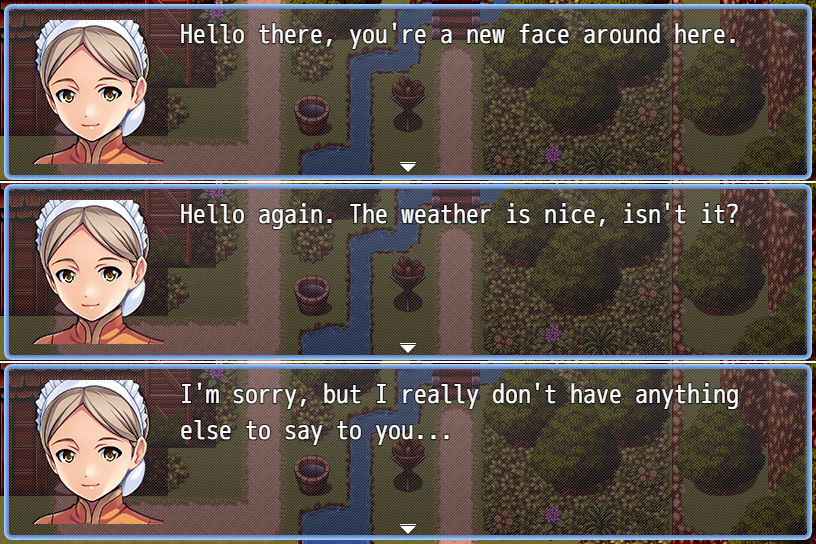 Hello there, you're a new face around here.
Hello again. The weather is nice, isn't it?
I'm sorry, but I really don't have anything
else to say to you...